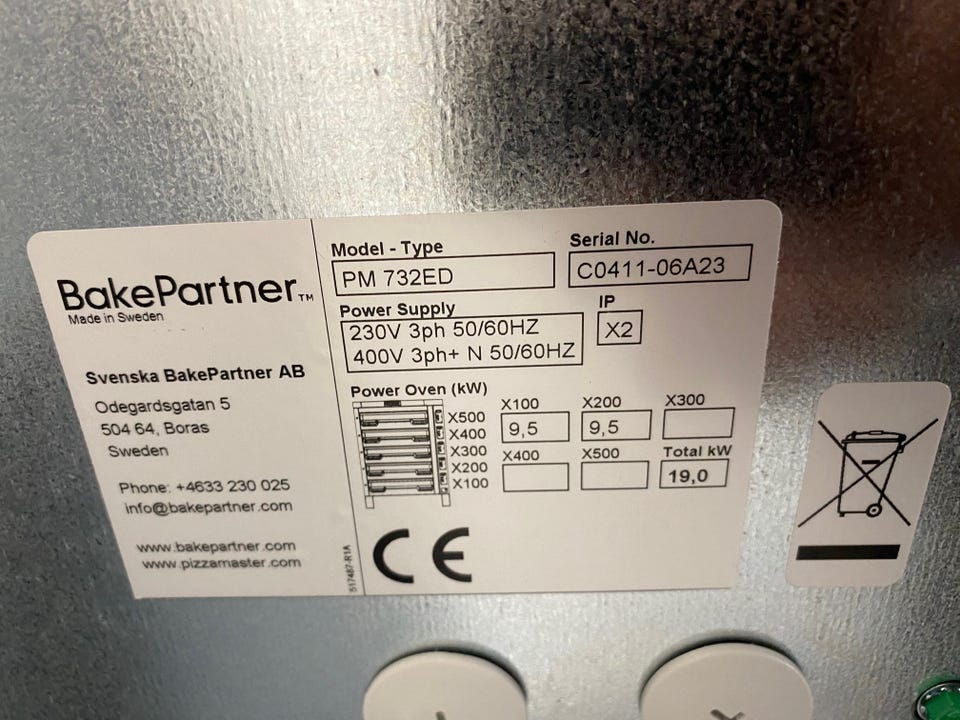 BakePartner™
Made in Sweden
Svenska BakePartner AB
Odegardsgatan 5
504 64, Boras
Sweden
Phone: +4633 230 025
info@bakepartner.com
www.bakepartner.com
www.pizzamaster.com
Model - Type
PM 732ED
Serial No.
C0411-06A23
Power Supply
230V 3ph 50/60HZ
400V 3ph+ N 50/60HZ
IP
X2
Power Oven (kW)
X500
X400
X300
X200
X100
X100
9,5
X200
9,5
X300
X400
X500
Total kW
19,0
CE
517487-R1A